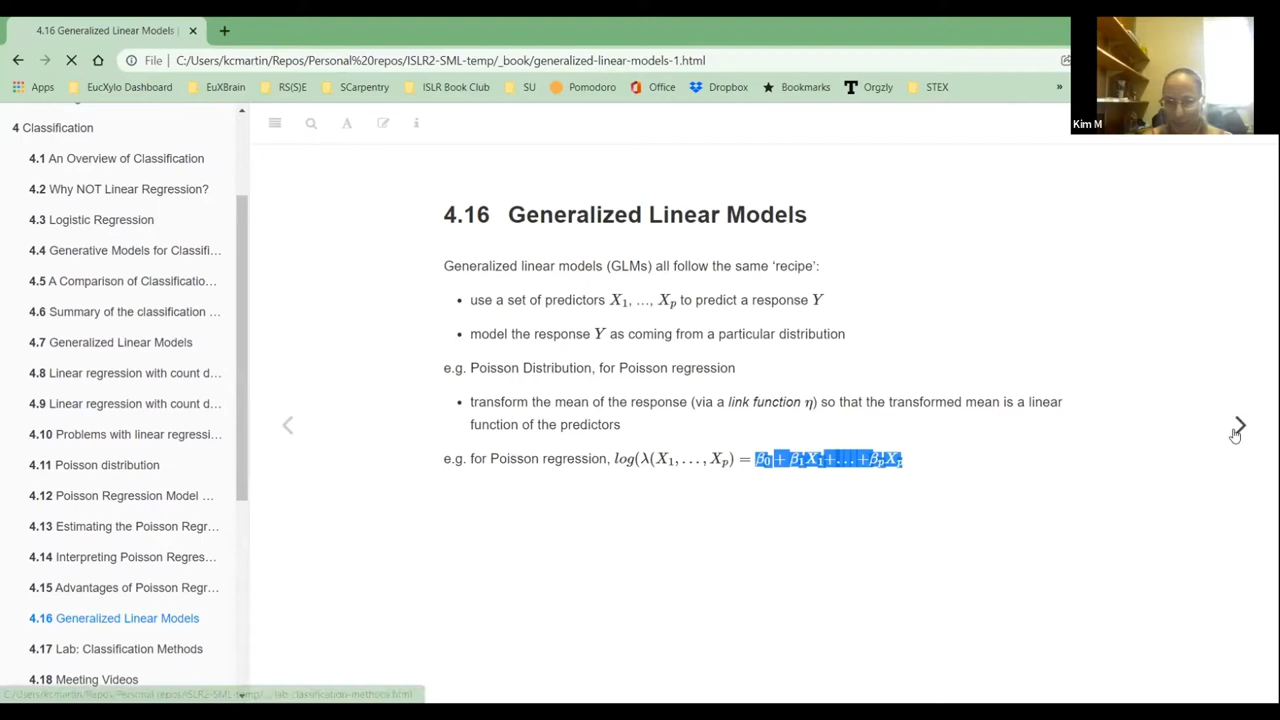 4.16 Generalized Linear Models |
File
C:/Users/kcmartin/Repos/Personal%20repos/ISLR2-SML-temp/_book/generalized-linear-models-1.html
Apps EucXylo Dashboard EuXBrain RS(S)E SCarpentry ISLR Book Club SU Pomodoro Office Dropbox Bookmarks Orgzly STEX »
Kim M
4 Classification
4.1 An Overview of Classification
4.2 Why NOT Linear Regression?
4.3 Logistic Regression
4.4 Generative Models for Classifi...
4.5 A Comparison of Classificatio...
4.6 Summary of the classification ...
4.7 Generalized Linear Models
4.8 Linear regression with count d...
4.9 Linear regression with count d...
4.10 Problems with linear regressi...
4.11 Poisson distribution
4.12 Poisson Regression Model ...
4.13 Estimating the Poisson Regr...
4.14 Interpreting Poisson Regres...
4.15 Advantages of Poisson Regr...
4.16 Generalized Linear Models
4.17 Lab: Classification Methods
4.18 Meeting Videos
4.16 Generalized Linear Models
Generalized linear models (GLMs) all follow the same ‘recipe’:
• use a set of predictors X₁, ..., Xₚ to predict a response Y
• model the response Y as coming from a particular distribution
e.g. Poisson Distribution, for Poisson regression
• transform the mean of the response (via a link function η) so that the transformed mean is a linear
function of the predictors
e.g. for Poisson regression, log(λ(X₁, . . . , Xₚ) = β₀ + β₁X₁+. . . +βₚXₚ